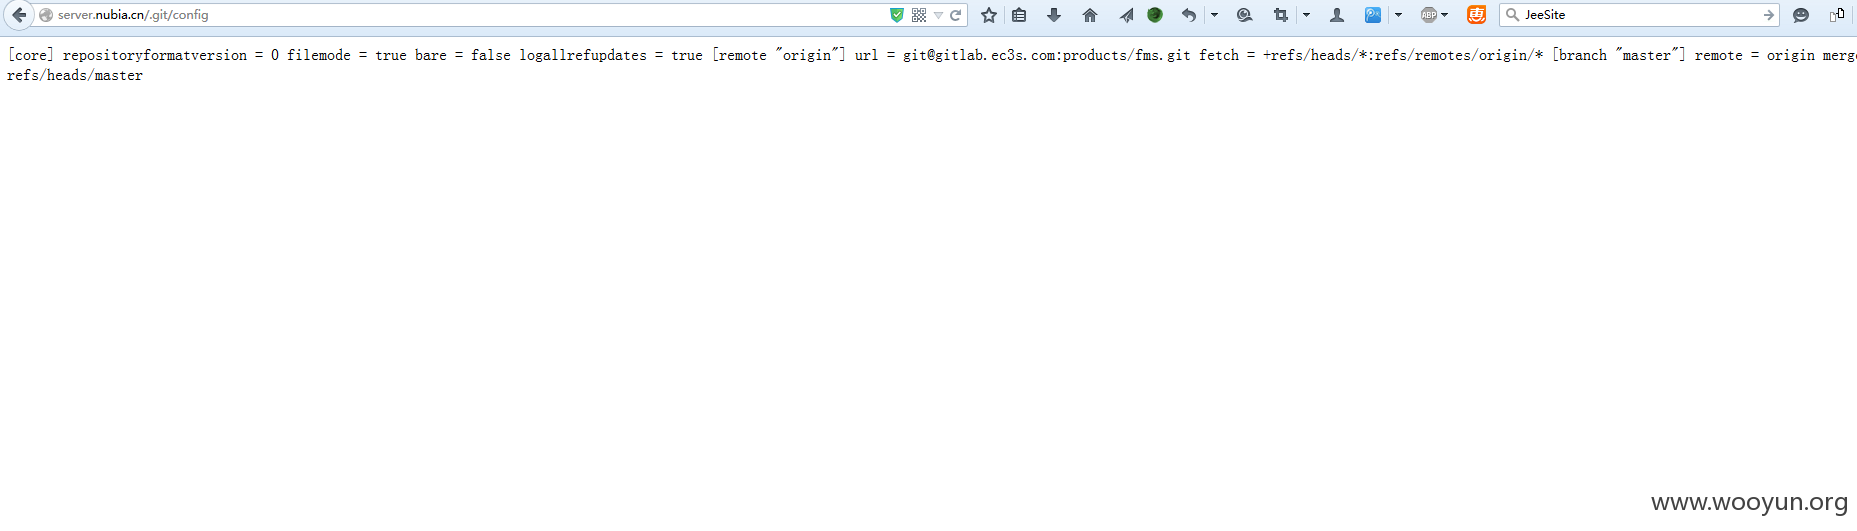 server.nubia.cn/.git/config
ABP
惠
JeeSite
[core] repositoryformatversion = 0 filemode = true bare = false logallrefupdates = true [remote "origin"] url = git@gitlab.ec3s.com:products/fms.git fetch = +refs/heads/*:refs/remotes/origin/* [branch "master"] remote = origin merge
refs/heads/master
www.wooyun.org